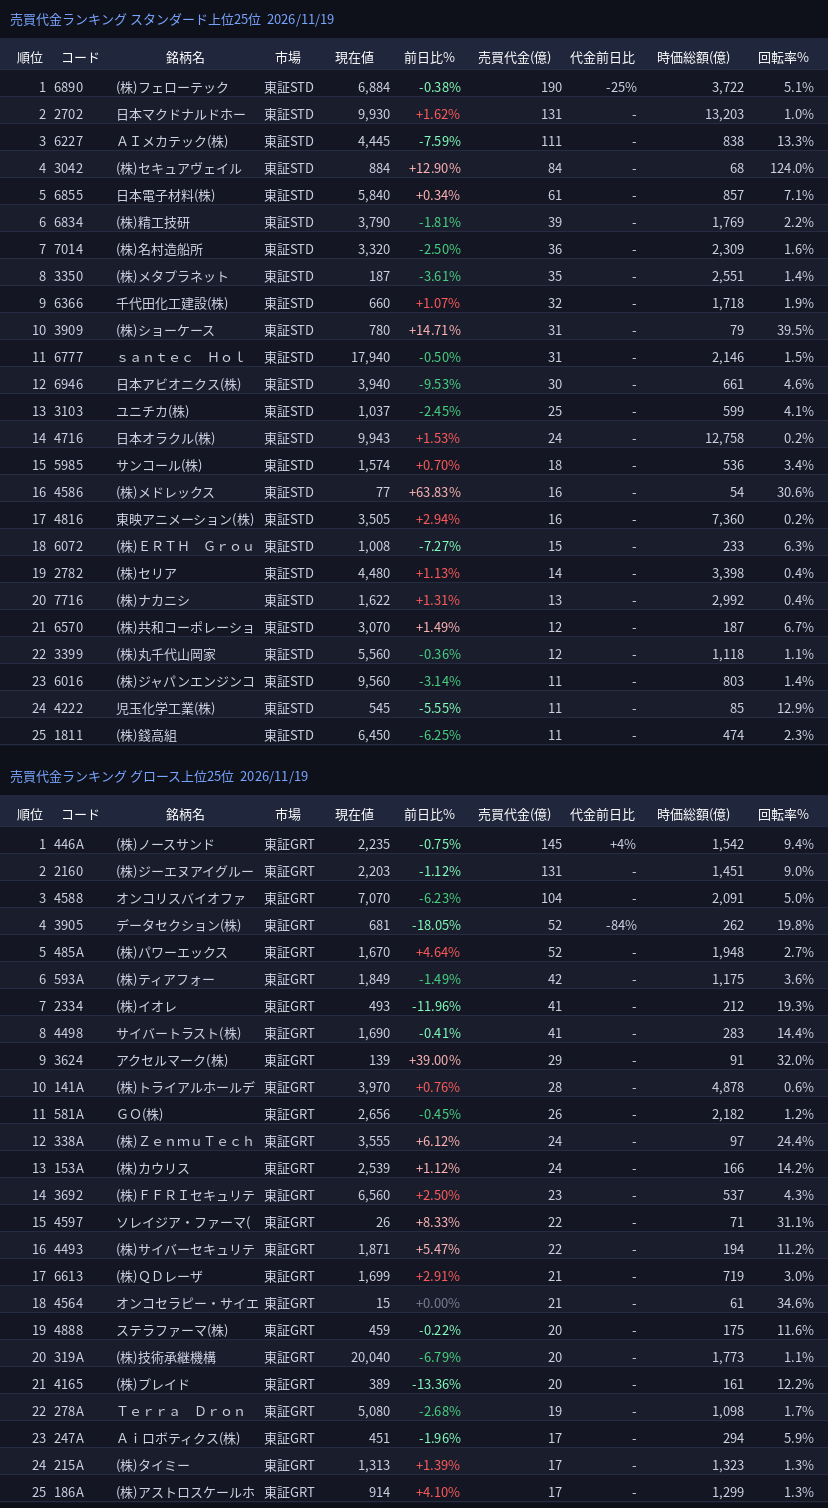 売買代金ランキング スタンダード上位25位 2026/11/19
順位 コード 銘柄名 市場 現在値 前日比% 売買代金(億) 代金前日比 時価総額(億) 回転率%
1 6890 (株)フェローテック 東証STD 6,884 -0.38% 190 -25% 3,722 5.1%
2 2702 日本マクドナルドホー 東証STD 9,930 +1.62% 131 - 13,203 1.0%
3 6227 ＡＩメカテック(株) 東証STD 4,445 -7.59% 111 - 838 13.3%
4 3042 (株)セキュアヴェイル 東証STD 884 +12.90% 84 - 68 124.0%
5 6855 日本電子材料(株) 東証STD 5,840 +0.34% 61 - 857 7.1%
6 6834 (株)精工技研 東証STD 3,790 -1.81% 39 - 1,769 2.2%
7 7014 (株)名村造船所 東証STD 3,320 -2.50% 36 - 2,309 1.6%
8 3350 (株)メタプラネット 東証STD 187 -3.61% 35 - 2,551 1.4%
9 6366 千代田化工建設(株) 東証STD 660 +1.07% 32 - 1,718 1.9%
10 3909 (株)ショーケース 東証STD 780 +14.71% 31 - 79 39.5%
11 6777 ｓａｎｔｅｃ　Ｈｏｌ 東証STD 17,940 -0.50% 31 - 2,146 1.5%
12 6946 日本アビオニクス(株) 東証STD 3,940 -9.53% 30 - 661 4.6%
13 3103 ユニチカ(株) 東証STD 1,037 -2.45% 25 - 599 4.1%
14 4716 日本オラクル(株) 東証STD 9,943 +1.53% 24 - 12,758 0.2%
15 5985 サンコール(株) 東証STD 1,574 +0.70% 18 - 536 3.4%
16 4586 (株)メドレックス 東証STD 77 +63.83% 16 - 54 30.6%
17 4816 東映アニメーション(株) 東証STD 3,505 +2.94% 16 - 7,360 0.2%
18 6072 (株)ＥＲＴＨ　Ｇｒｏｕ 東証STD 1,008 -7.27% 15 - 233 6.3%
19 2782 (株)セリア 東証STD 4,480 +1.13% 14 - 3,398 0.4%
20 7716 (株)ナカニシ 東証STD 1,622 +1.31% 13 - 2,992 0.4%
21 6570 (株)共和コーポレーショ 東証STD 3,070 +1.49% 12 - 187 6.7%
22 3399 (株)丸千代山岡家 東証STD 5,560 -0.36% 12 - 1,118 1.1%
23 6016 (株)ジャパンエンジンコ 東証STD 9,560 -3.14% 11 - 803 1.4%
24 4222 児玉化学工業(株) 東証STD 545 -5.55% 11 - 85 12.9%
25 1811 (株)錢高組 東証STD 6,450 -6.25% 11 - 474 2.3%
売買代金ランキング グロース上位25位 2026/11/19
順位 コード 銘柄名 市場 現在値 前日比% 売買代金(億) 代金前日比 時価総額(億) 回転率%
1 446A (株)ノースサンド 東証GRT 2,235 -0.75% 145 +4% 1,542 9.4%
2 2160 (株)ジーエヌアイグルー 東証GRT 2,203 -1.12% 131 - 1,451 9.0%
3 4588 オンコリスバイオファ 東証GRT 7,070 -6.23% 104 - 2,091 5.0%
4 3905 データセクション(株) 東証GRT 681 -18.05% 52 -84% 262 19.8%
5 485A (株)パワーエックス 東証GRT 1,670 +4.64% 52 - 1,948 2.7%
6 593A (株)ティアフォー 東証GRT 1,849 -1.49% 42 - 1,175 3.6%
7 2334 (株)イオレ 東証GRT 493 -11.96% 41 - 212 19.3%
8 4498 サイバートラスト(株) 東証GRT 1,690 -0.41% 41 - 283 14.4%
9 3624 アクセルマーク(株) 東証GRT 139 +39.00% 29 - 91 32.0%
10 141A (株)トライアルホールデ 東証GRT 3,970 +0.76% 28 - 4,878 0.6%
11 581A ＧＯ(株) 東証GRT 2,656 -0.45% 26 - 2,182 1.2%
12 338A (株)ＺｅｎｍｕＴｅｃｈ 東証GRT 3,555 +6.12% 24 - 97 24.4%
13 153A (株)カウリス 東証GRT 2,539 +1.12% 24 - 166 14.2%
14 3692 (株)ＦＦＲＩセキュリテ 東証GRT 6,560 +2.50% 23 - 537 4.3%
15 4597 ソレイジア・ファーマ( 東証GRT 26 +8.33% 22 - 71 31.1%
16 4493 (株)サイバーセキュリテ 東証GRT 1,871 +5.47% 22 - 194 11.2%
17 6613 (株)ＱＤレーザ 東証GRT 1,699 +2.91% 21 - 719 3.0%
18 4564 オンコセラピー・サイエ 東証GRT 15 +0.00% 21 - 61 34.6%
19 4888 ステラファーマ(株) 東証GRT 459 -0.22% 20 - 175 11.6%
20 319A (株)技術承継機構 東証GRT 20,040 -6.79% 20 - 1,773 1.1%
21 4165 (株)プレイド 東証GRT 389 -13.36% 20 - 161 12.2%
22 278A Ｔｅｒｒａ　Ｄｒｏｎ 東証GRT 5,080 -2.68% 19 - 1,098 1.7%
23 247A Ａｉロボティクス(株) 東証GRT 451 -1.96% 17 - 294 5.9%
24 215A (株)タイミー 東証GRT 1,313 +1.39% 17 - 1,323 1.3%
25 186A (株)アストロスケールホ 東証GRT 914 +4.10% 17 - 1,299 1.3%